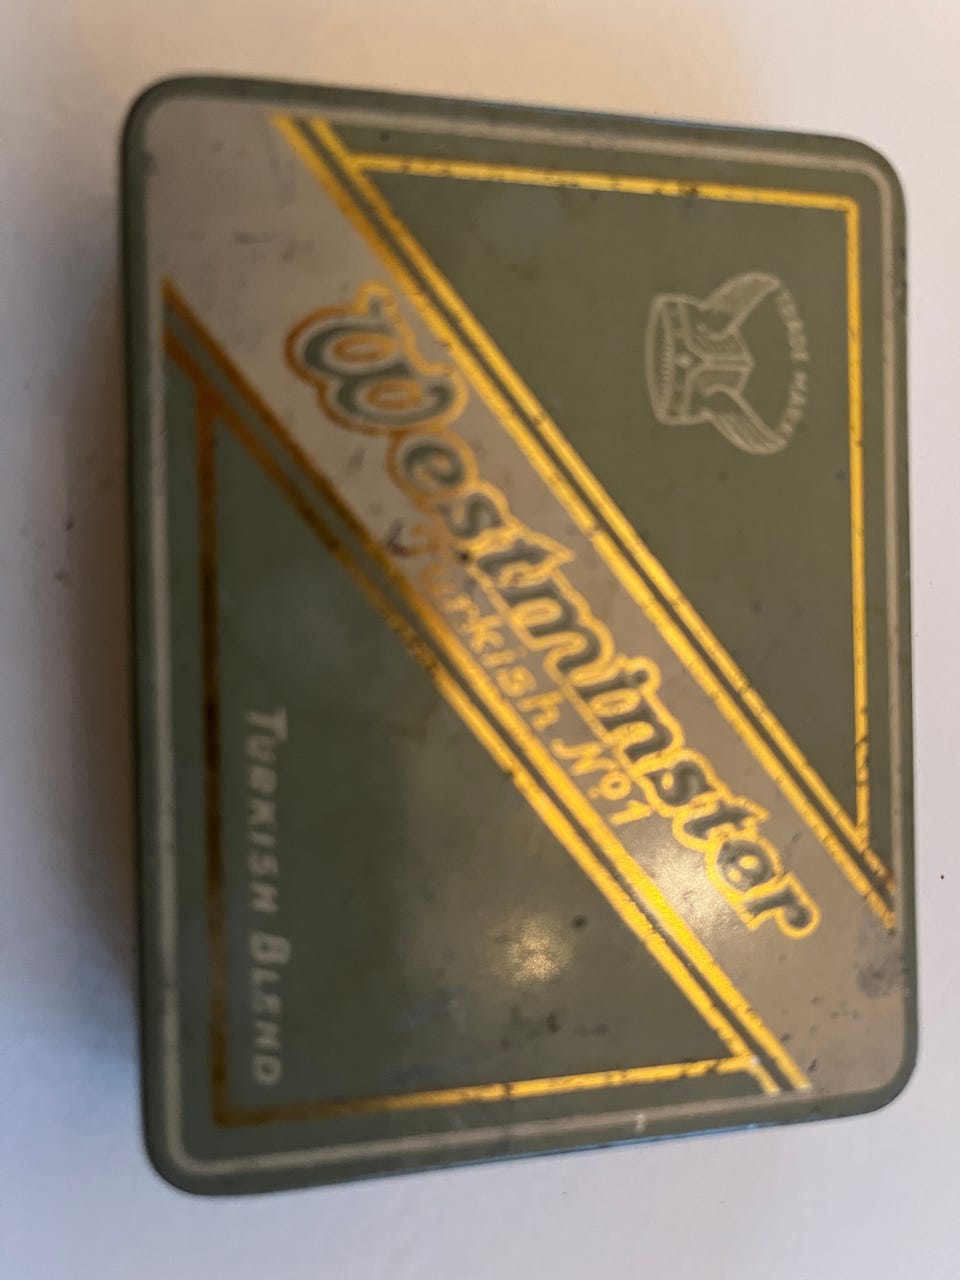 TRADE MARK
Westminster
Turkish No1
TURKISH BLEND